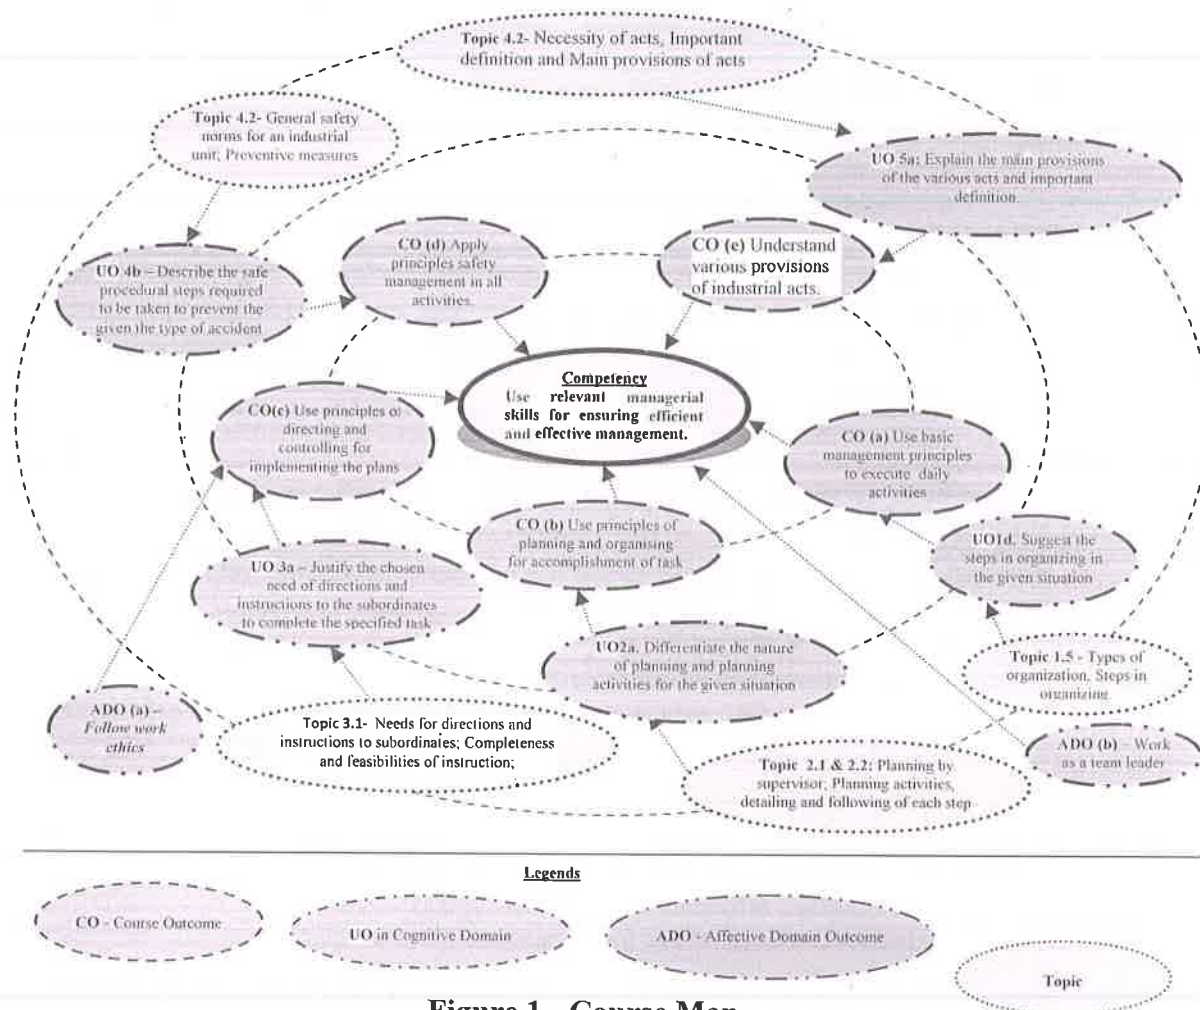 Topic 4.2- Necessity of acts, Important
definition and Main provisions of acts
Topic 4.2- General safety
norms for an industrial
unit; Preventive measures
UO 5a: Explain the main provisions
of the various acts and important
definition.
CO (d) Apply
principles safety
management in all
activities.
CO (e) Understand
various provisions
of industrial acts.
UO 4b – Describe the safe
procedural steps required
to be taken to prevent the
given the type of accident
Competency
Use relevant managerial
skills for ensuring efficient
and effective management.
CO(c) Use principles of
directing and
controlling for
implementing the plans
CO (a) Use basic
management principles
to execute daily
activities
CO (b) Use principles of
planning and organising
for accomplishment of task
UO1d. Suggest the
steps in organizing in
the given situation
UO 3a – Justify the chosen
need of directions and
instructions to the subordinates
to complete the specified task
UO2a. Differentiate the nature
of planning and planning
activities for the given situation
Topic 1.5 - Types of
organization, Steps in
organizing
ADO (a) –
Follow work
ethics
Topic 3.1- Needs for directions and
instructions to subordinates; Completeness
and feasibilities of instruction;
ADO (b) – Work
as a team leader
Topic 2.1 & 2.2: Planning by
supervisor; Planning activities,
detailing and following of each step
Legends
CO - Course Outcome
UO in Cognitive Domain
ADO - Affective Domain Outcome
Topic
Figure 1 - Course Map